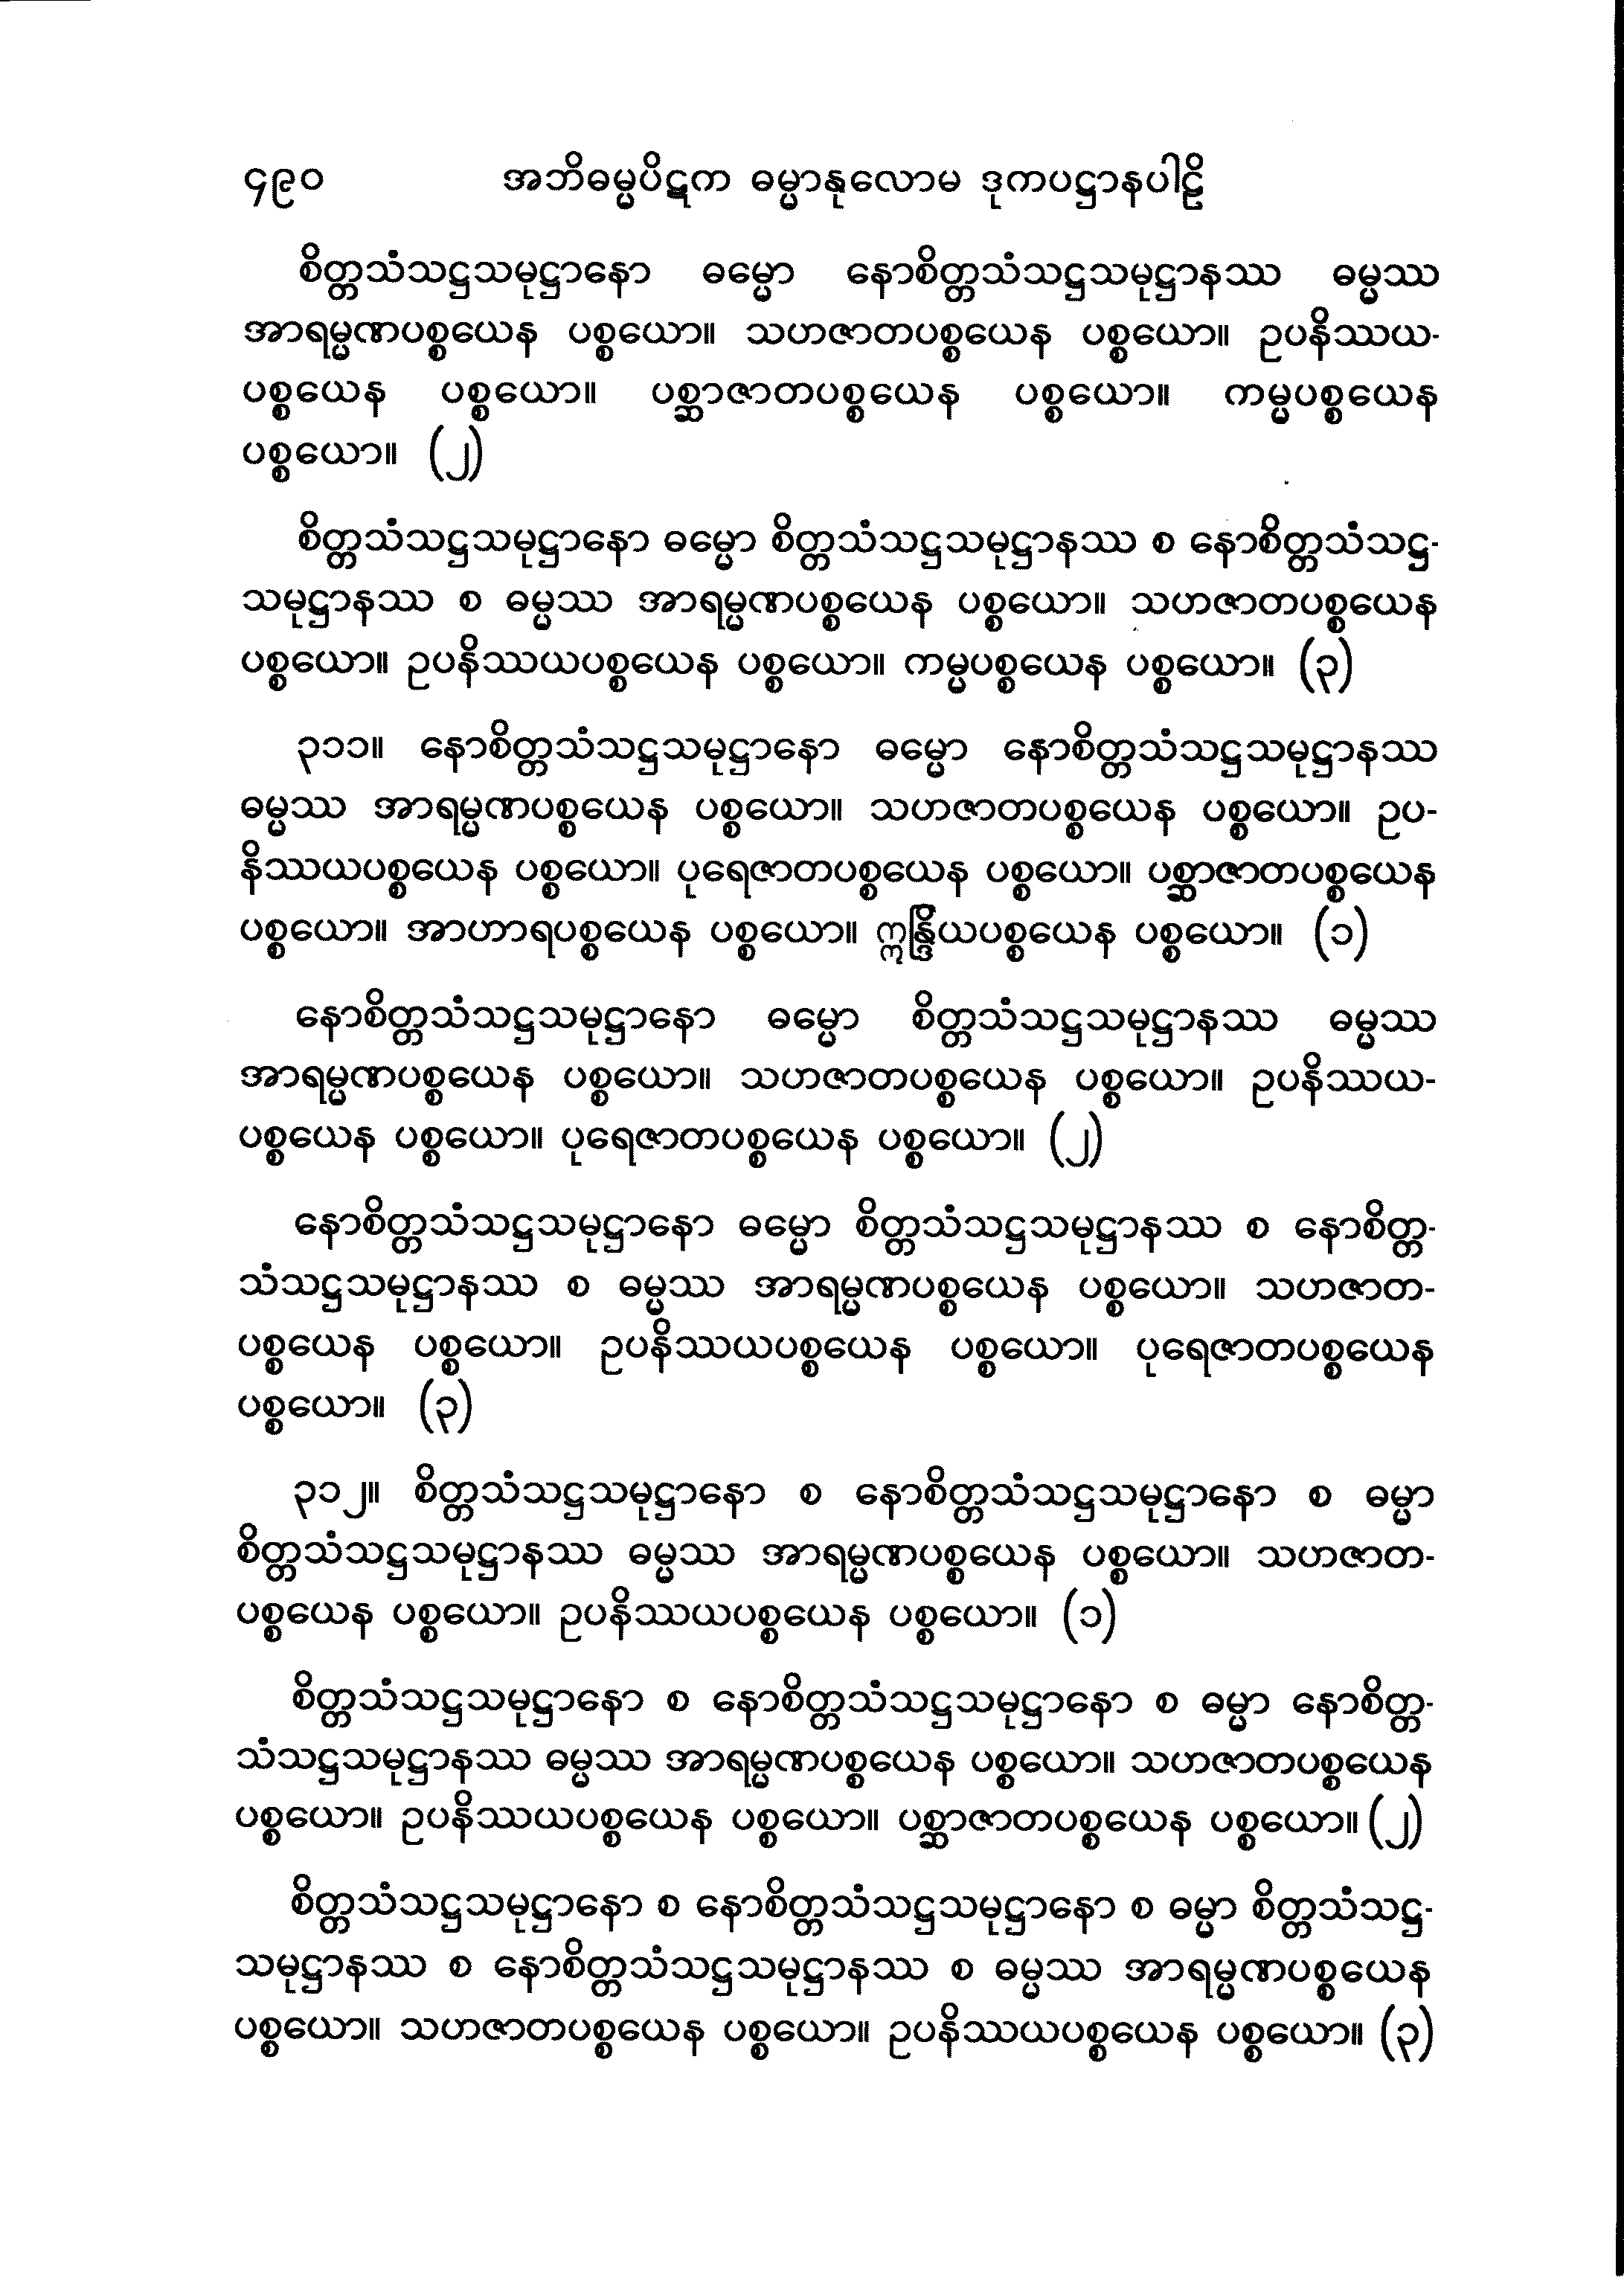 ၄၉၀ အဘိဓမ္မပိဋက ဓမ္မာနုလောမ ဒုကပဋ္ဌာနပါဠိ
စိတ္တသံသဋ္ဌသမုဋ္ဌာနော ဓမ္မော နောစိတ္တသံသဋ္ဌသမုဋ္ဌာနဿ ဓမ္မဿ
အာရမ္မဏပစ္စယေန ပစ္စယော။ သဟဇာတပစ္စယေန ပစ္စယော။ ဥပနိဿယ-
ပစ္စယေန ပစ္စယော။ ပစ္ဆာဇာတပစ္စယေန ပစ္စယော။ ကမ္မပစ္စယေန
ပစ္စယော။ (၂)
စိတ္တသံသဋ္ဌသမုဋ္ဌာနော ဓမ္မော စိတ္တသံသဋ္ဌသမုဋ္ဌာနဿ စ နောစိတ္တသံသဋ္ဌ-
သမုဋ္ဌာနဿ စ ဓမ္မဿ အာရမ္မဏပစ္စယေန ပစ္စယော။ သဟဇာတပစ္စယေန
ပစ္စယော။ ဥပနိဿယပစ္စယေန ပစ္စယော။ ကမ္မပစ္စယေန ပစ္စယော။ (၃)
၃၁၁။ နောစိတ္တသံသဋ္ဌသမုဋ္ဌာနော ဓမ္မော နောစိတ္တသံသဋ္ဌသမုဋ္ဌာနဿ
ဓမ္မဿ အာရမ္မဏပစ္စယေန ပစ္စယော။ သဟဇာတပစ္စယေန ပစ္စယော။ ဥပ-
နိဿယပစ္စယေန ပစ္စယော။ ပုရေဇာတပစ္စယေန ပစ္စယော။ ပစ္ဆာဇာတပစ္စယေန
ပစ္စယော။ အာဟာရပစ္စယေန ပစ္စယော။ ဣန္ဒြိယပစ္စယေန ပစ္စယော။ (၁)
နောစိတ္တသံသဋ္ဌသမုဋ္ဌာနော ဓမ္မော စိတ္တသံသဋ္ဌသမုဋ္ဌာနဿ ဓမ္မဿ
အာရမ္မဏပစ္စယေန ပစ္စယော။ သဟဇာတပစ္စယေန ပစ္စယော။ ဥပနိဿယ-
ပစ္စယေန ပစ္စယော။ ပုရေဇာတပစ္စယေန ပစ္စယော။ (၂)
နောစိတ္တသံသဋ္ဌသမုဋ္ဌာနော ဓမ္မော စိတ္တသံသဋ္ဌသမုဋ္ဌာနဿ စ နောစိတ္တ-
သံသဋ္ဌသမုဋ္ဌာနဿ စ ဓမ္မဿ အာရမ္မဏပစ္စယေန ပစ္စယော။ သဟဇာတ-
ပစ္စယေန ပစ္စယော။ ဥပနိဿယပစ္စယေန ပစ္စယော။ ပုရေဇာတပစ္စယေန
ပစ္စယော။ (၃)
၃၁၂။ စိတ္တသံသဋ္ဌသမုဋ္ဌာနော စ နောစိတ္တသံသဋ္ဌသမုဋ္ဌာနော စ ဓမ္မာ
စိတ္တသံသဋ္ဌသမုဋ္ဌာနဿ ဓမ္မဿ အာရမ္မဏပစ္စယေန ပစ္စယော။ သဟဇာတ-
ပစ္စယေန ပစ္စယော။ ဥပနိဿယပစ္စယေန ပစ္စယော။ (၁)
စိတ္တသံသဋ္ဌသမုဋ္ဌာနော စ နောစိတ္တသံသဋ္ဌသမုဋ္ဌာနော စ ဓမ္မာ နောစိတ္တ-
သံသဋ္ဌသမုဋ္ဌာနဿ ဓမ္မဿ အာရမ္မဏပစ္စယေန ပစ္စယော။ သဟဇာတပစ္စယေန
ပစ္စယော။ ဥပနိဿယပစ္စယေန ပစ္စယော။ ပစ္ဆာဇာတပစ္စယေန ပစ္စယော။ (၂)
စိတ္တသံသဋ္ဌသမုဋ္ဌာနော စ နောစိတ္တသံသဋ္ဌသမုဋ္ဌာနော စ ဓမ္မာ စိတ္တသံသဋ္ဌ-
သမုဋ္ဌာနဿ စ နောစိတ္တသံသဋ္ဌသမုဋ္ဌာနဿ စ ဓမ္မဿ အာရမ္မဏပစ္စယေန
ပစ္စယော။ သဟဇာတပစ္စယေန ပစ္စယော။ ဥပနိဿယပစ္စယေန ပစ္စယော။ (၃)